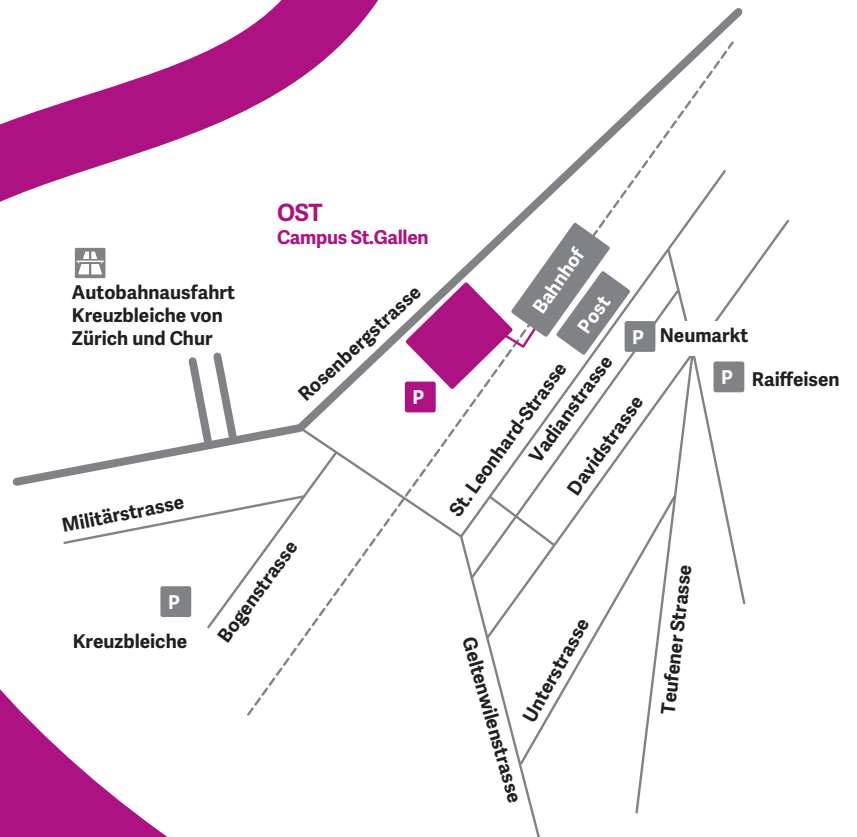 OST
Campus St.Gallen
Autobahnausfahrt
Kreuzbleiche von
Zürich und Chur
Rosenbergstrasse
Bahnhof
Post
P
Neumarkt
P
Raiffeisen
P
St. Leonhard-Strasse
Vadianstrasse
Davidstrasse
Militärstrasse
Bogenstrasse
P
Kreuzbleiche
Geltenwilenstrasse
Unterstrasse
Teufener Strasse